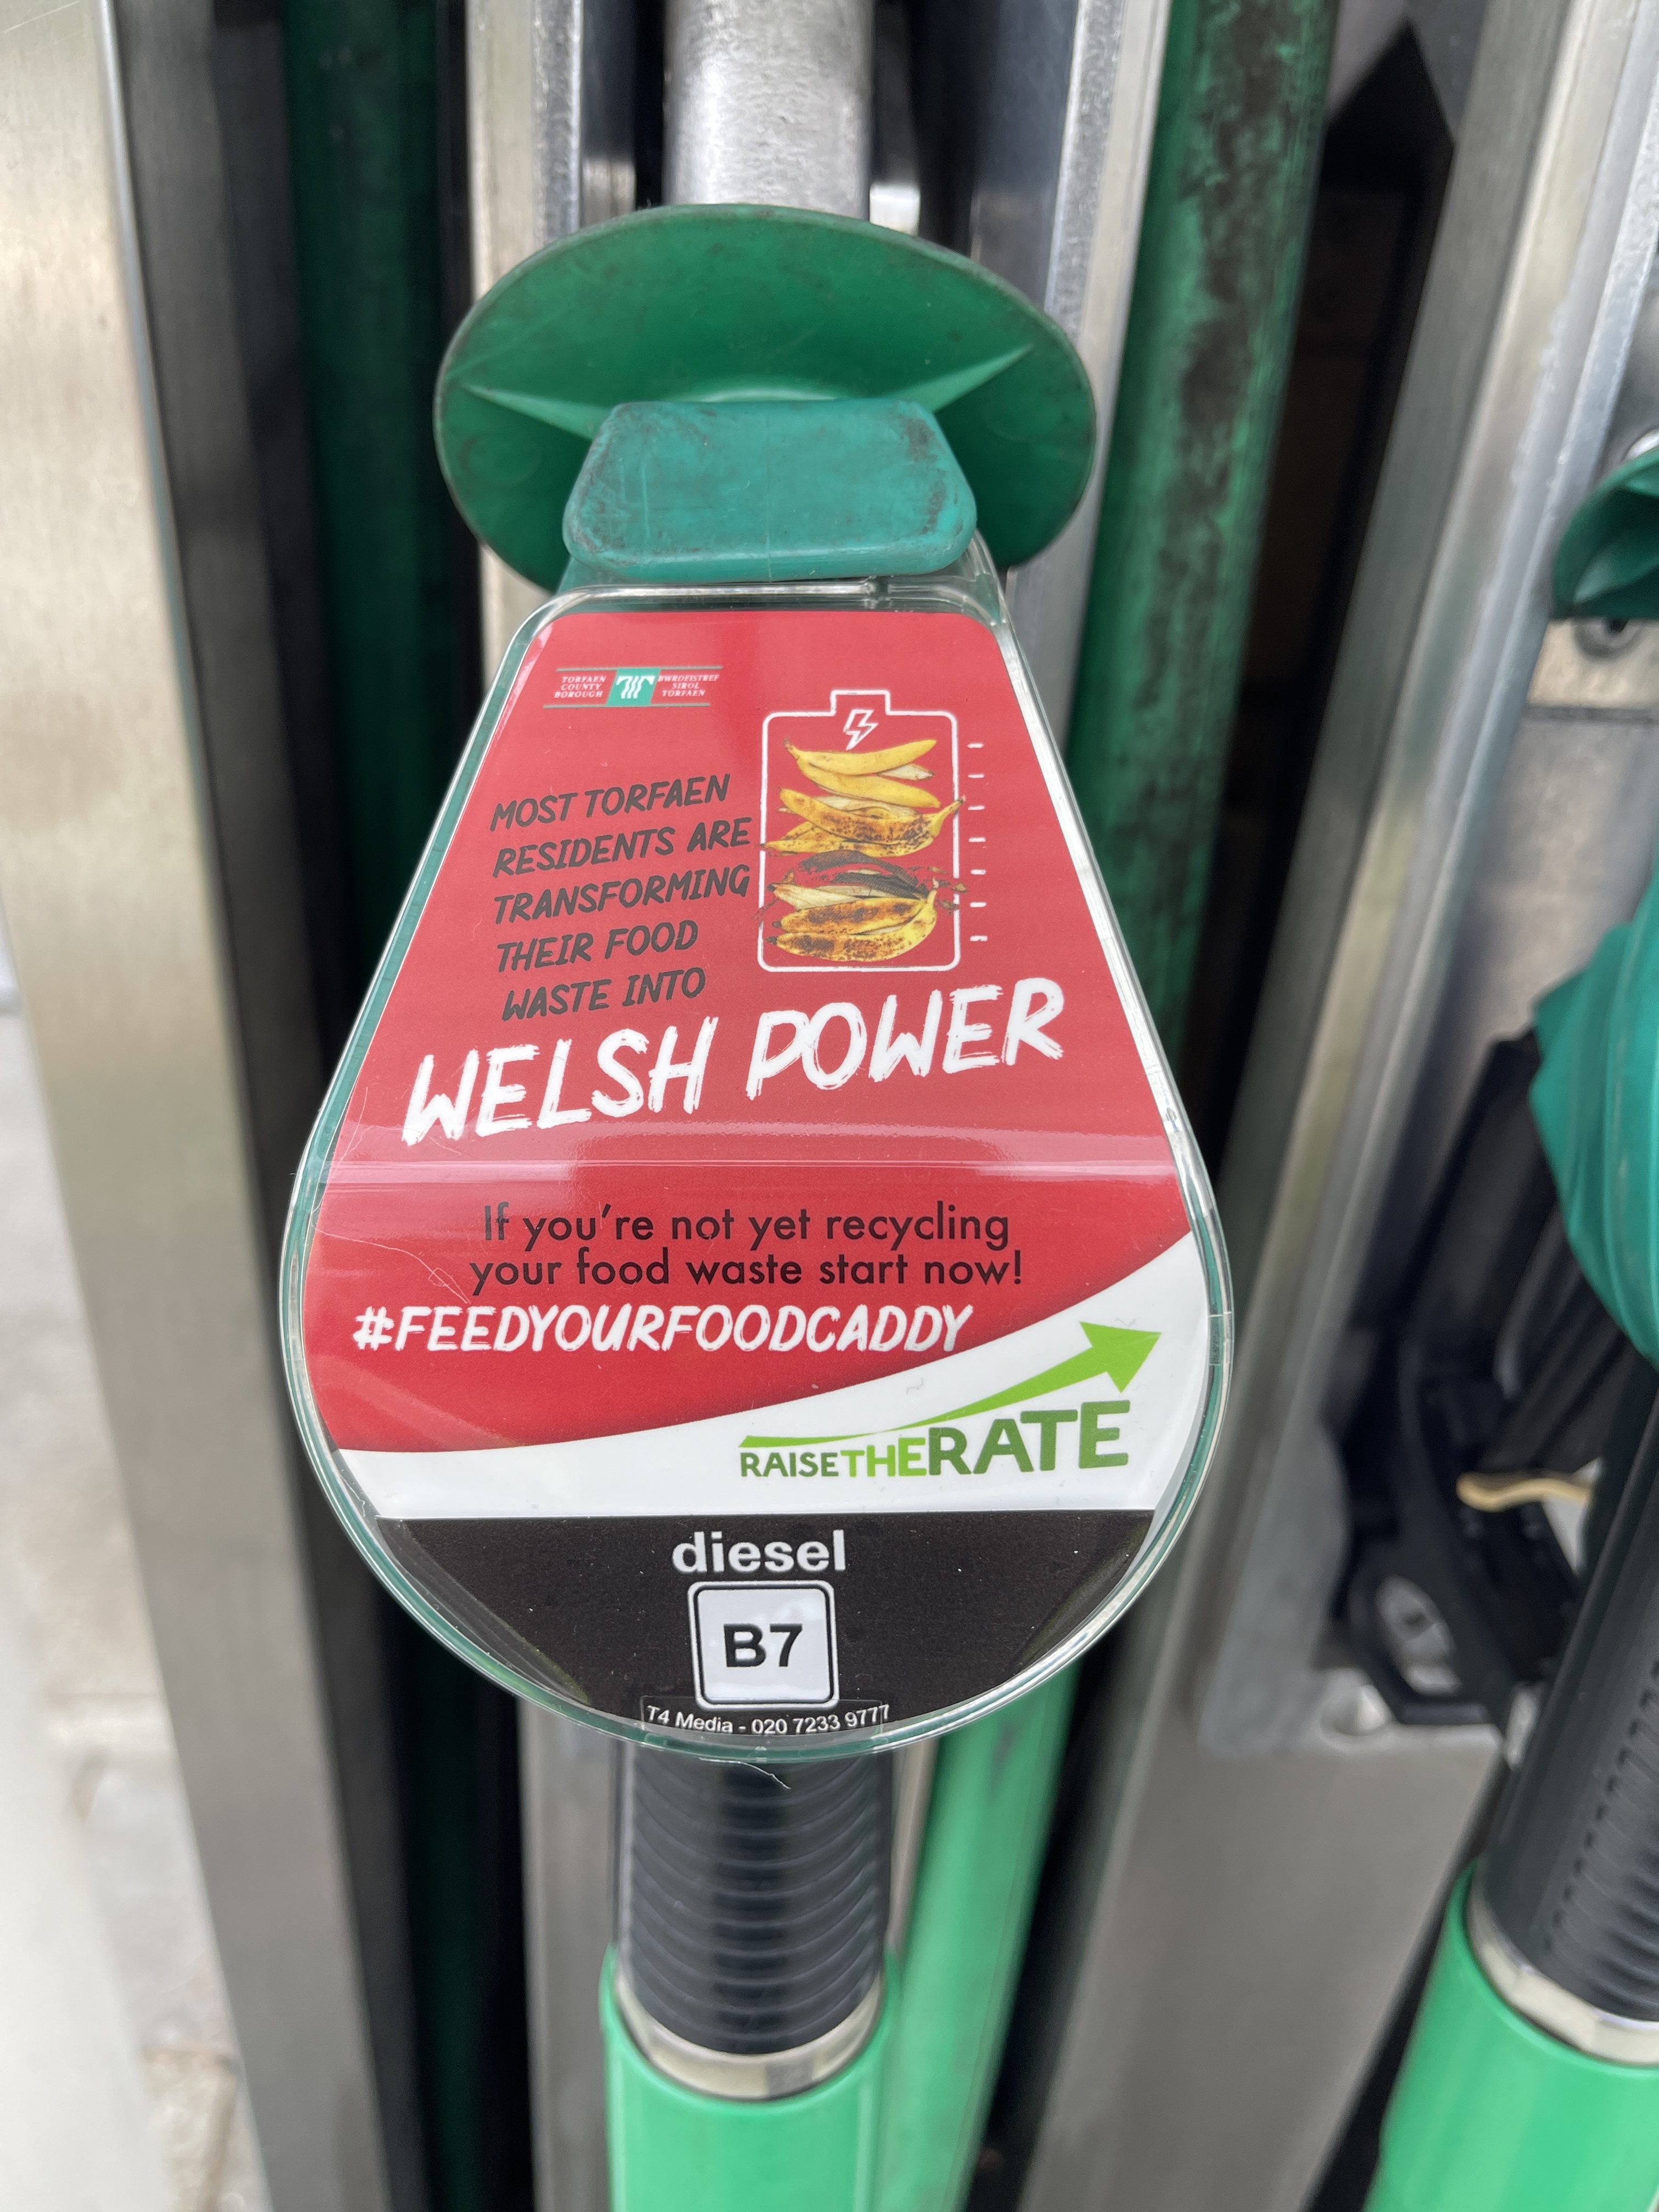 TORFAEN
COUNTY
BOROUGH
BWRDEISTREF
SIROL
TORFAEN
MOST TORFAEN
RESIDENTS ARE
TRANSFORMING
THEIR FOOD
WASTE INTO
WELSH POWER
If you're not yet recycling
your food waste start now!
#FEEDYOURFOODCADDY
RAISETHERATE
diesel
B7
T4 Media - 020 7233 9777